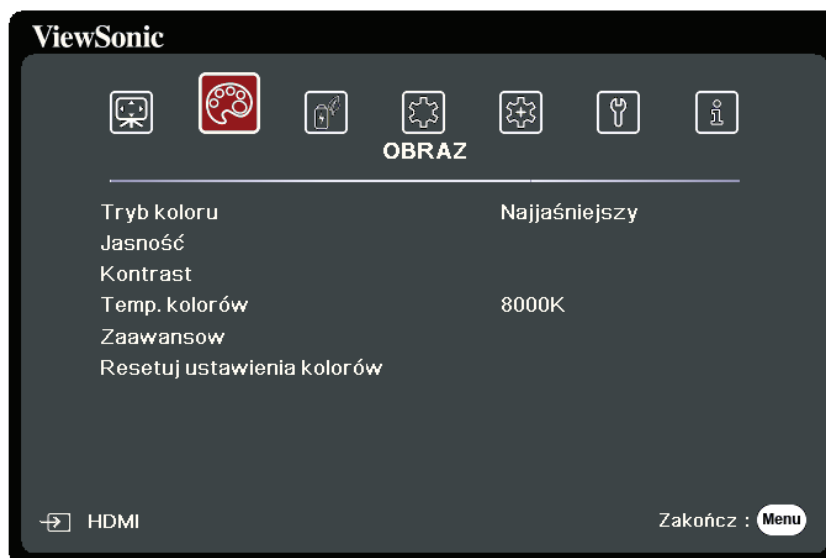 ViewSonic
OBRAZ
Tryb koloru Najjaśniejszy
Jasność
Kontrast
Temp. kolorów 8000K
Zaawansow
Resetuj ustawienia kolorów
HDMI Zakończ : Menu